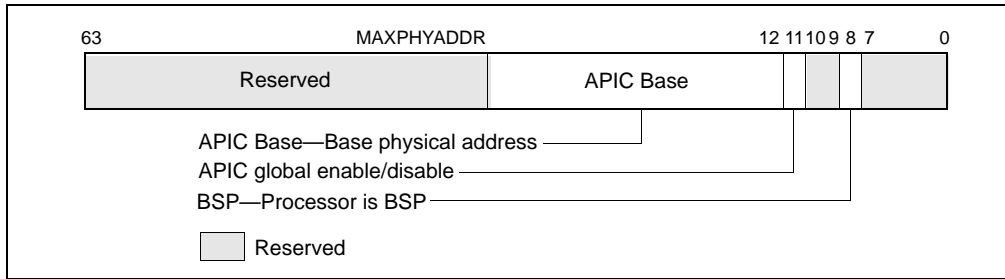 63 MAXPHYADDR 12 11 10 9 8 7 0
Reserved APIC Base
APIC Base—Base physical address
APIC global enable/disable
BSP—Processor is BSP
Reserved